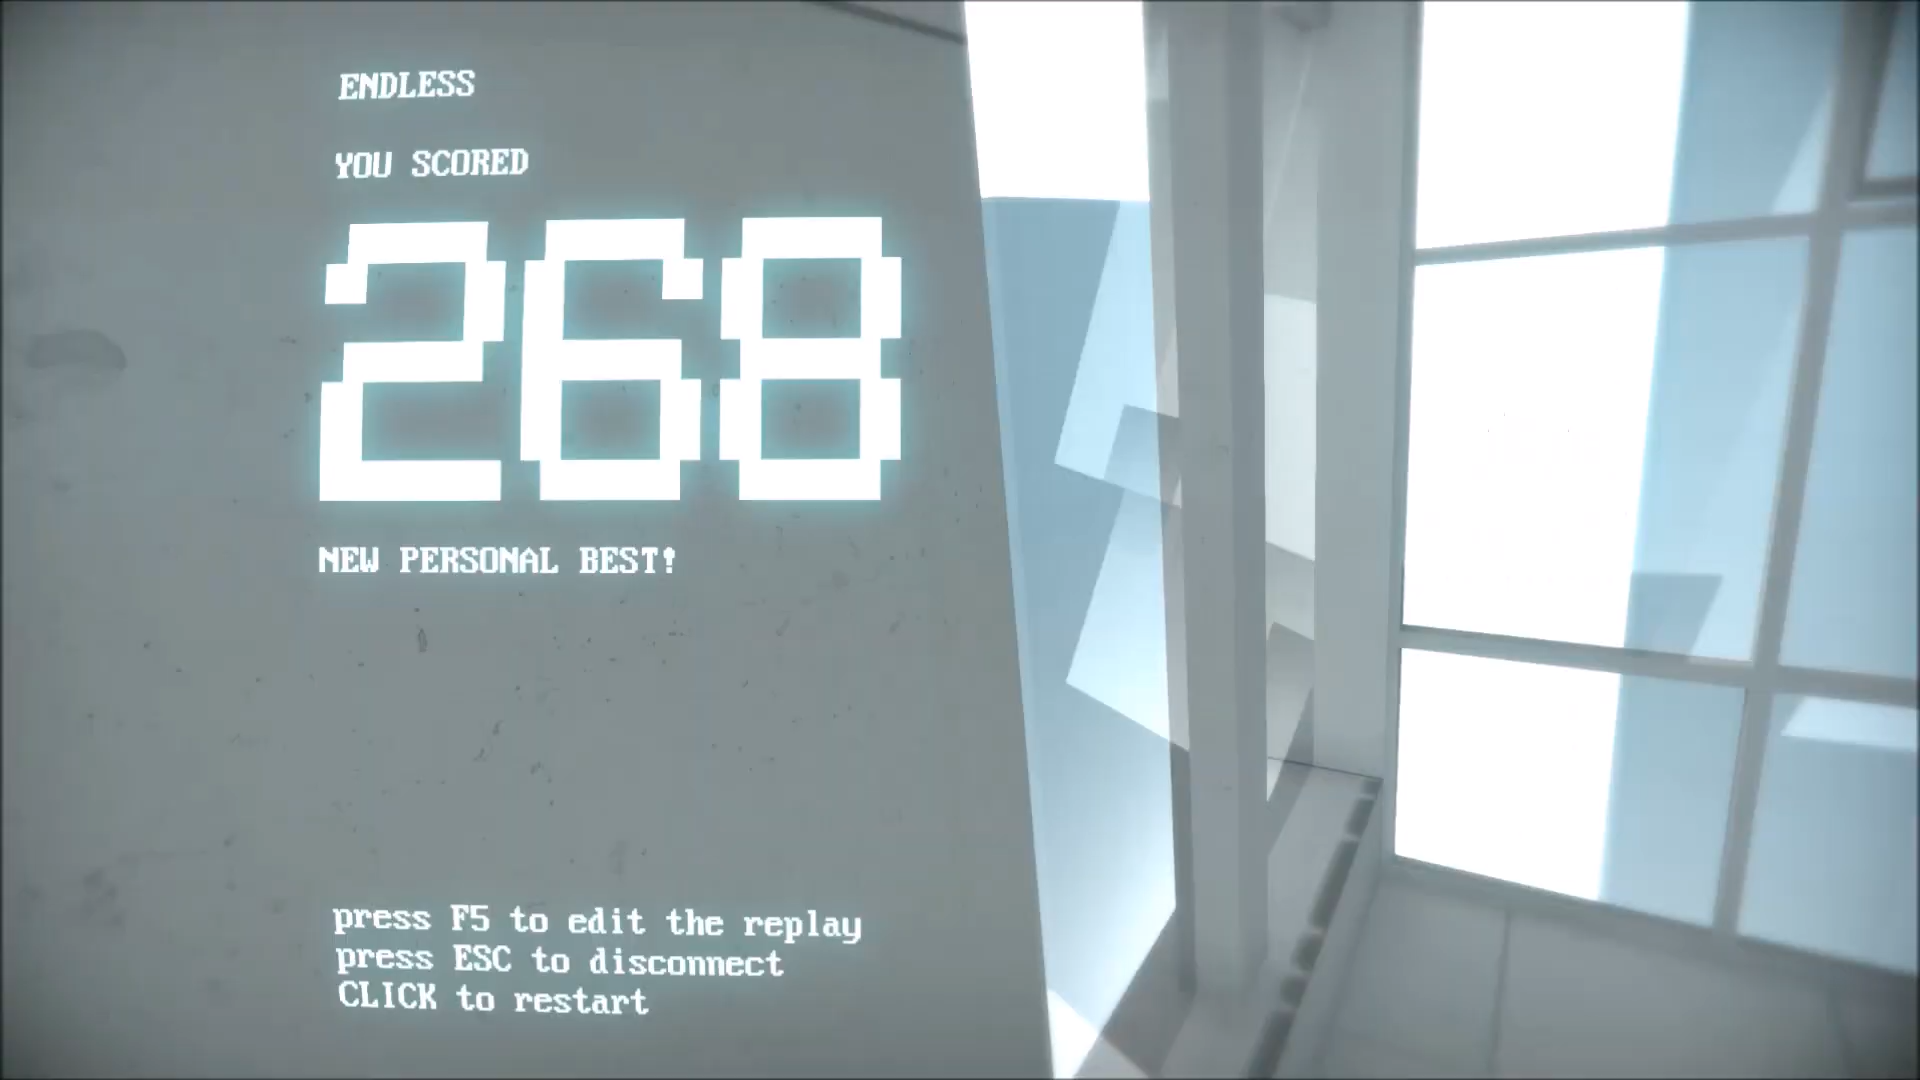 ENDLESS
YOU SCORED
268
NEW PERSONAL BEST!
press F5 to edit the replay
press ESC to disconnect
CLICK to restart